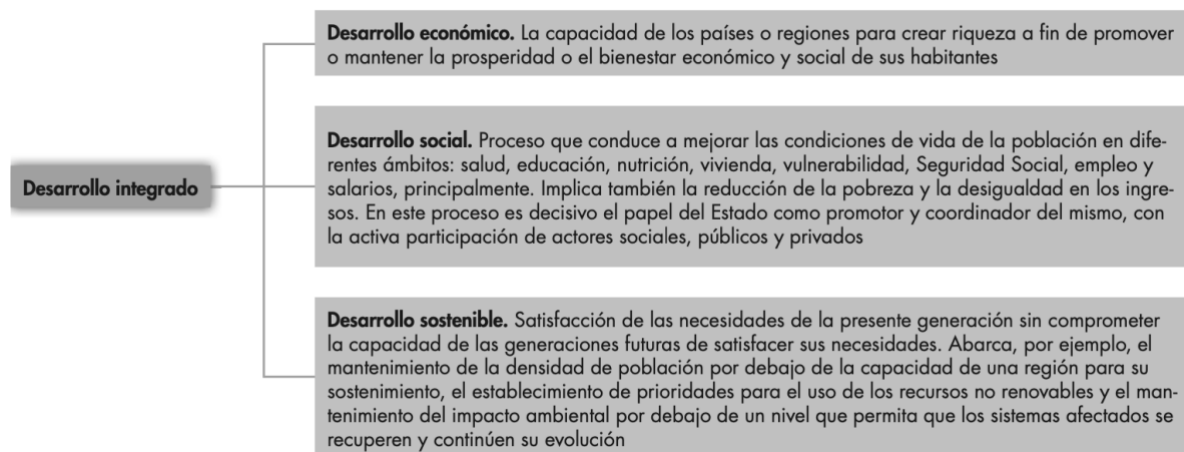 Desarrollo económico. La capacidad de los países o regiones para crear riqueza a fin de promover
o mantener la prosperidad o el bienestar económico y social de sus habitantes
Desarrollo integrado
Desarrollo social. Proceso que conduce a mejorar las condiciones de vida de la población en dife-
rentes ámbitos: salud, educación, nutrición, vivienda, vulnerabilidad, Seguridad Social, empleo y
salarios, principalmente. Implica también la reducción de la pobreza y la desigualdad en los ingre-
sos. En este proceso es decisivo el papel del Estado como promotor y coordinador del mismo, con
la activa participación de actores sociales, públicos y privados
Desarrollo sostenible. Satisfacción de las necesidades de la presente generación sin comprometer
la capacidad de las generaciones futuras de satisfacer sus necesidades. Abarca, por ejemplo, el
mantenimiento de la densidad de población por debajo de la capacidad de una región para su
sostenimiento, el establecimiento de prioridades para el uso de los recursos no renovables y el man-
tenimiento del impacto ambiental por debajo de un nivel que permita que los sistemas afectados se
recuperen y continúen su evolución